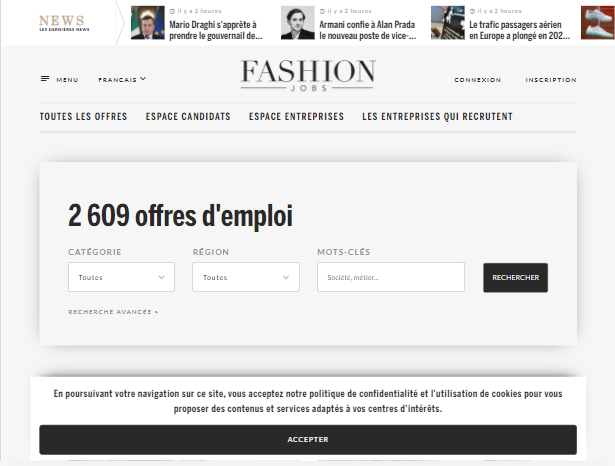 NEWS
LES DERNIÈRES NEWS
il y a 2 heures
Mario Draghi s'apprête à
prendre le gouvernail de...
il y a 2 heures
Armani confie à Alan Prada
le nouveau poste de vice-...
il y a 2 heures
Le trafic passagers aérien
en Europe a plongé en 202...
MENU
FRANÇAIS
FASHION
JOBS
CONNEXION
INSCRIPTION
TOUTES LES OFFRES
ESPACE CANDIDATS
ESPACE ENTREPRISES
LES ENTREPRISES QUI RECRUTENT
2 609 offres d'emploi
CATÉGORIE
RÉGION
MOTS-CLÉS
Toutes
Toutes
Société, métier...
RECHERCHER
RECHERCHE AVANCÉE
En poursuivant votre navigation sur ce site, vous acceptez notre politique de confidentialité et l'utilisation de cookies pour vous
proposer des contenus et services adaptés à vos centres d'intérêts.
ACCEPTER